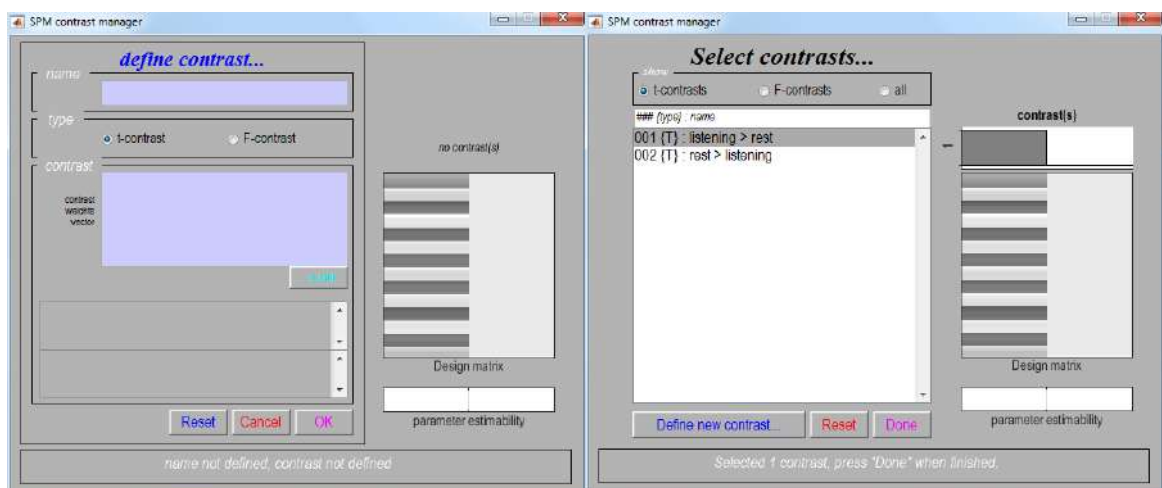 SPM contrast manager
define contrast...
name
type
t-contrast
F-contrast
contrast
contrast
weights
vector
Reset
Cancel
OK
no contrast(s)
Design matrix
parameter estimability
name not defined, contrast not defined
SPM contrast manager
Select contrasts...
show
t-contrasts
F-contrasts
all
### {type} : name
001 {T} : listening > rest
002 {T} : rest > listening
Define new contrast...
Reset
Done
contrast(s)
Design matrix
parameter estimability
Selected 1 contrast, press "Done" when finished.